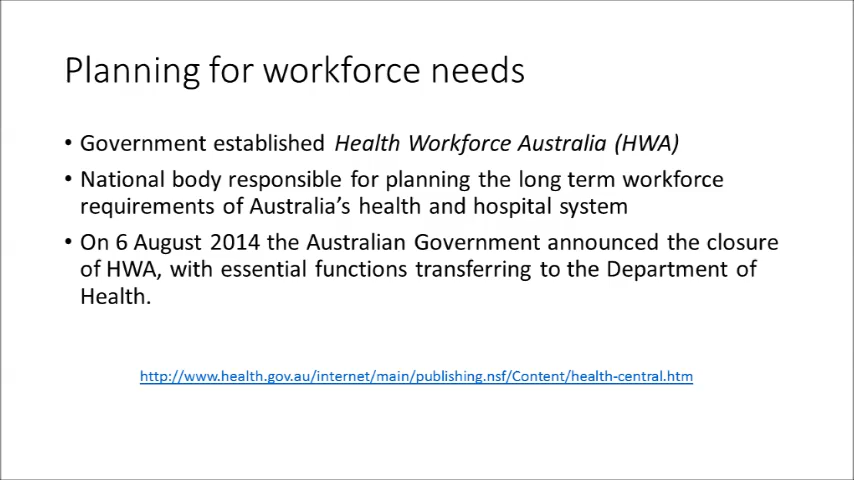 Planning for workforce needs
• Government established Health Workforce Australia (HWA)
• National body responsible for planning the long term workforce
requirements of Australia's health and hospital system
• On 6 August 2014 the Australian Government announced the closure
of HWA, with essential functions transferring to the Department of
Health.
http://www.health.gov.au/internet/main/publishing.nsf/Content/health-central.htm